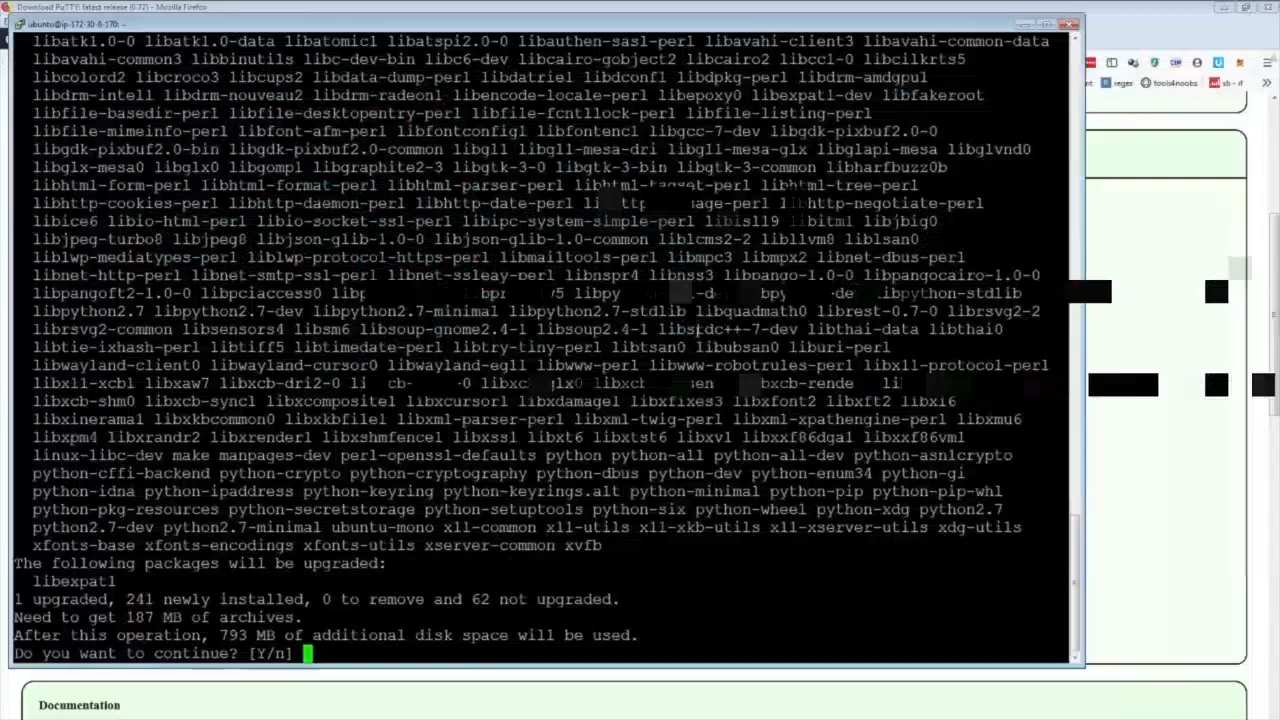 Download PuTTY: latest release (0.72) - Mozilla Firefox
ubuntu@ip-172-30-0-170: ~
libatk1.0-0 libatk1.0-data libatomic1 libatspi2.0-0 libauthen-sasl-perl libavahi-client3 libavahi-common-data
libavahi-common3 libbinutils libc-dev-bin libc6-dev libcairo-gobject2 libcairo2 libcc1-0 libcilkrts5
libcolord2 libcroco3 libcups2 libdata-dump-perl libdatrie1 libdconf1 libdpkg-perl libdrm-amdgpu1
libdrm-intel1 libdrm-nouveau2 libdrm-radeon1 libencode-locale-perl libepoxy0 libexpat1-dev libfakeroot
libfile-basedir-perl libfile-desktopentry-perl libfile-fcntllock-perl libfile-listing-perl
libfile-mimeinfo-perl libfont-afm-perl libfontconfig1 libfontenc1 libgcc-7-dev libgdk-pixbuf2.0-0
libgdk-pixbuf2.0-bin libgdk-pixbuf2.0-common libgl1 libgl1-mesa-dri libgl1-mesa-glx libglapi-mesa libglvnd0
libglx-mesa0 libglx0 libgomp1 libgraphite2-3 libgtk-3-0 libgtk-3-bin libgtk-3-common libharfbuzz0b
libhtml-form-perl libhtml-format-perl libhtml-parser-perl libhtml-tagset-perl libhtml-tree-perl
libhttp-cookies-perl libhttp-daemon-perl libhttp-date-perl libhttp-negotiate-perl
libice6 libio-html-perl libio-socket-ssl-perl libipc-system-simple-perl libisl19 libitm1 libjbig0
libjpeg-turbo8 libjpeg8 libjson-glib-1.0-0 libjson-glib-1.0-common liblcms2-2 libllvm8 liblsan0
liblwp-mediatypes-perl liblwp-protocol-https-perl libmailtools-perl libmpc3 libmpx2 libnet-dbus-perl
libnet-http-perl libnet-smtp-ssl-perl libnet-ssleay-perl libnspr4 libnss3 libpango-1.0-0 libpangocairo-1.0-0
libpangoft2-1.0-0 libpciaccess0 libpython-stdlib
libpython2.7 libpython2.7-dev libpython2.7-minimal libpython2.7-stdlib libquadmath0 librest-0.7-0 librsvg2-2
librsvg2-common libsensors4 libsm6 libsoup-gnome2.4-1 libsoup2.4-1 libstdc++-7-dev libthai-data libthai0
libtie-ixhash-perl libtiff5 libtimedate-perl libtry-tiny-perl libtsan0 libubsan0 liburi-perl
libwayland-client0 libwayland-cursor0 libwayland-egl1 libwww-perl libwww-robotrules-perl libx11-protocol-perl
libx11-xcb1 libxaw7 libxcb-dri2-0
libxcb-shm0 libxcb-sync1 libxcomposite1 libxcursor1 libxdamage1 libxfixes3 libxfont2 libxft2 libxi6
libxinerama1 libxkbcommon0 libxkbfile1 libxml-parser-perl libxml-twig-perl libxml-xpathengine-perl libxmu6
libxpm4 libxrandr2 libxrender1 libxshmfence1 libxss1 libxt6 libxtst6 libxv1 libxxf86dga1 libxxf86vm1
linux-libc-dev make manpages-dev perl-openssl-defaults python python-all python-all-dev python-asn1crypto
python-cffi-backend python-crypto python-cryptography python-dbus python-dev python-enum34 python-gi
python-idna python-ipaddress python-keyring python-keyrings.alt python-minimal python-pip python-pip-whl
python-pkg-resources python-secretstorage python-setuptools python-six python-wheel python-xdg python2.7
python2.7-dev python2.7-minimal ubuntu-mono x11-common x11-utils x11-xkb-utils x11-xserver-utils xdg-utils
xfonts-base xfonts-encodings xfonts-utils xserver-common xvfb
The following packages will be upgraded:
libexpat1
1 upgraded, 241 newly installed, 0 to remove and 62 not upgraded.
Need to get 187 MB of archives.
After this operation, 793 MB of additional disk space will be used.
Do you want to continue? [Y/n]
reger tools4noobs
Documentation